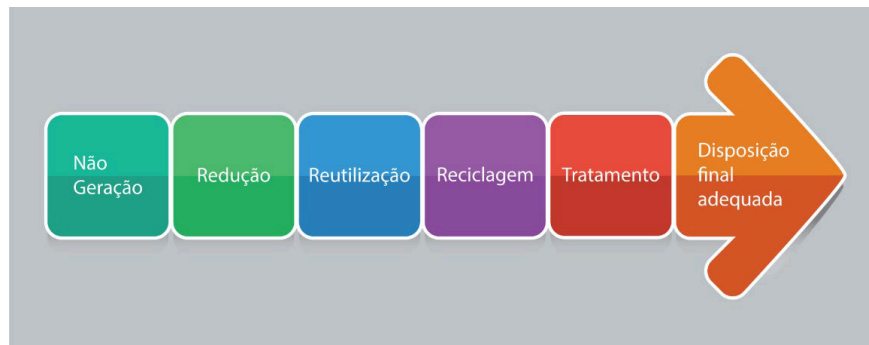 Não
Geração
Redução
Reutilização
Reciclagem
Tratamento
Disposição
final
adequada